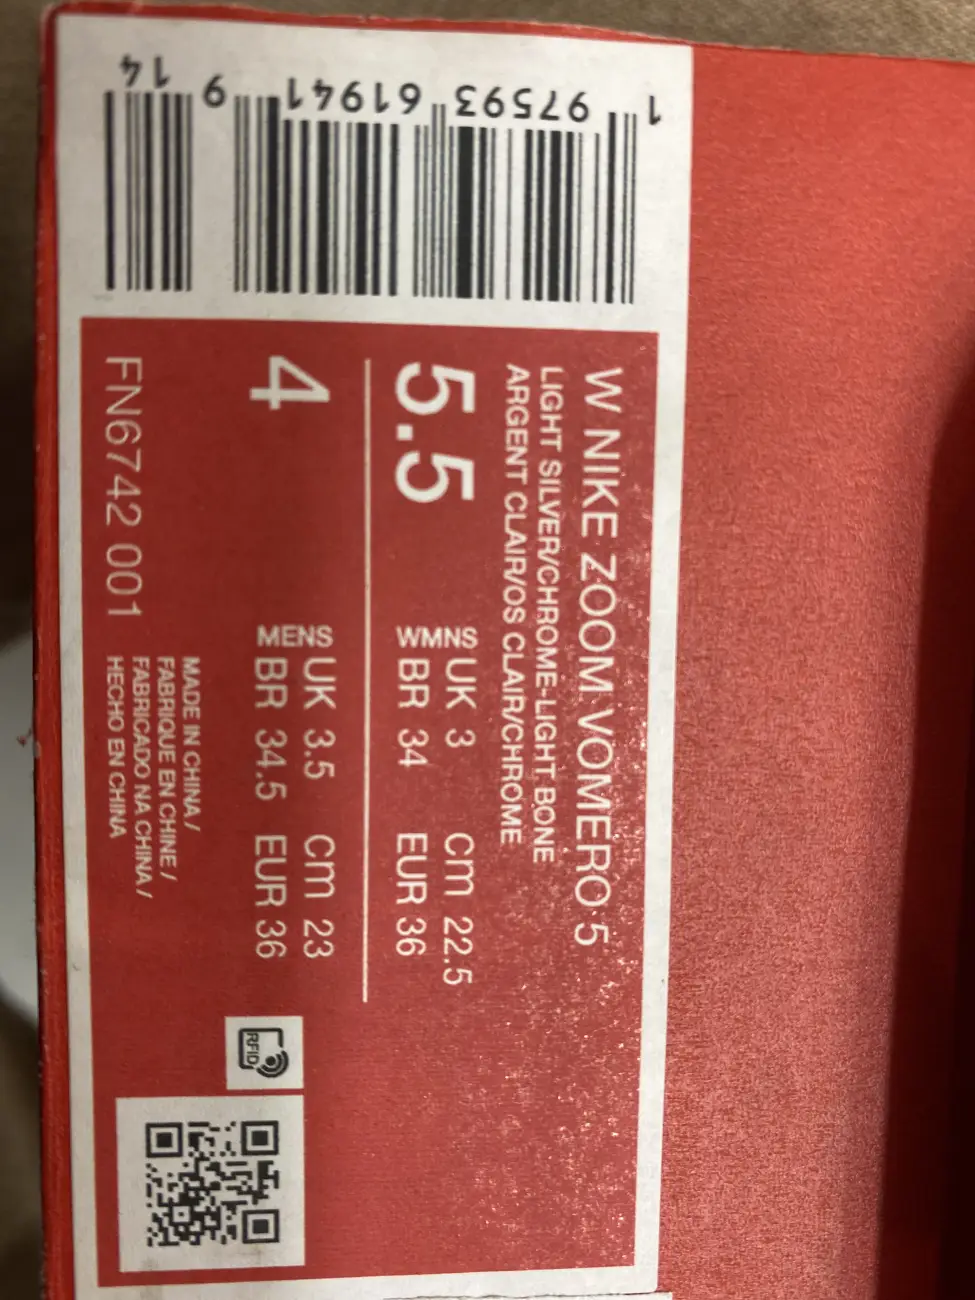 1 97593 61941 9 14
W NIKE ZOOM VOMERO 5
LIGHT SILVER/CHROME-LIGHT BONE
ARGENT CLAIR/OS CLAIR/CHROME
5.5 WMNS UK 3 cm 22.5
BR 34 EUR 36
4 MENS UK 3.5 cm 23
BR 34.5 EUR 36
FN6742 001
MADE IN CHINA /
FABRIQUE EN CHINE /
FABRICADO NA CHINA /
HECHO EN CHINA
RFID